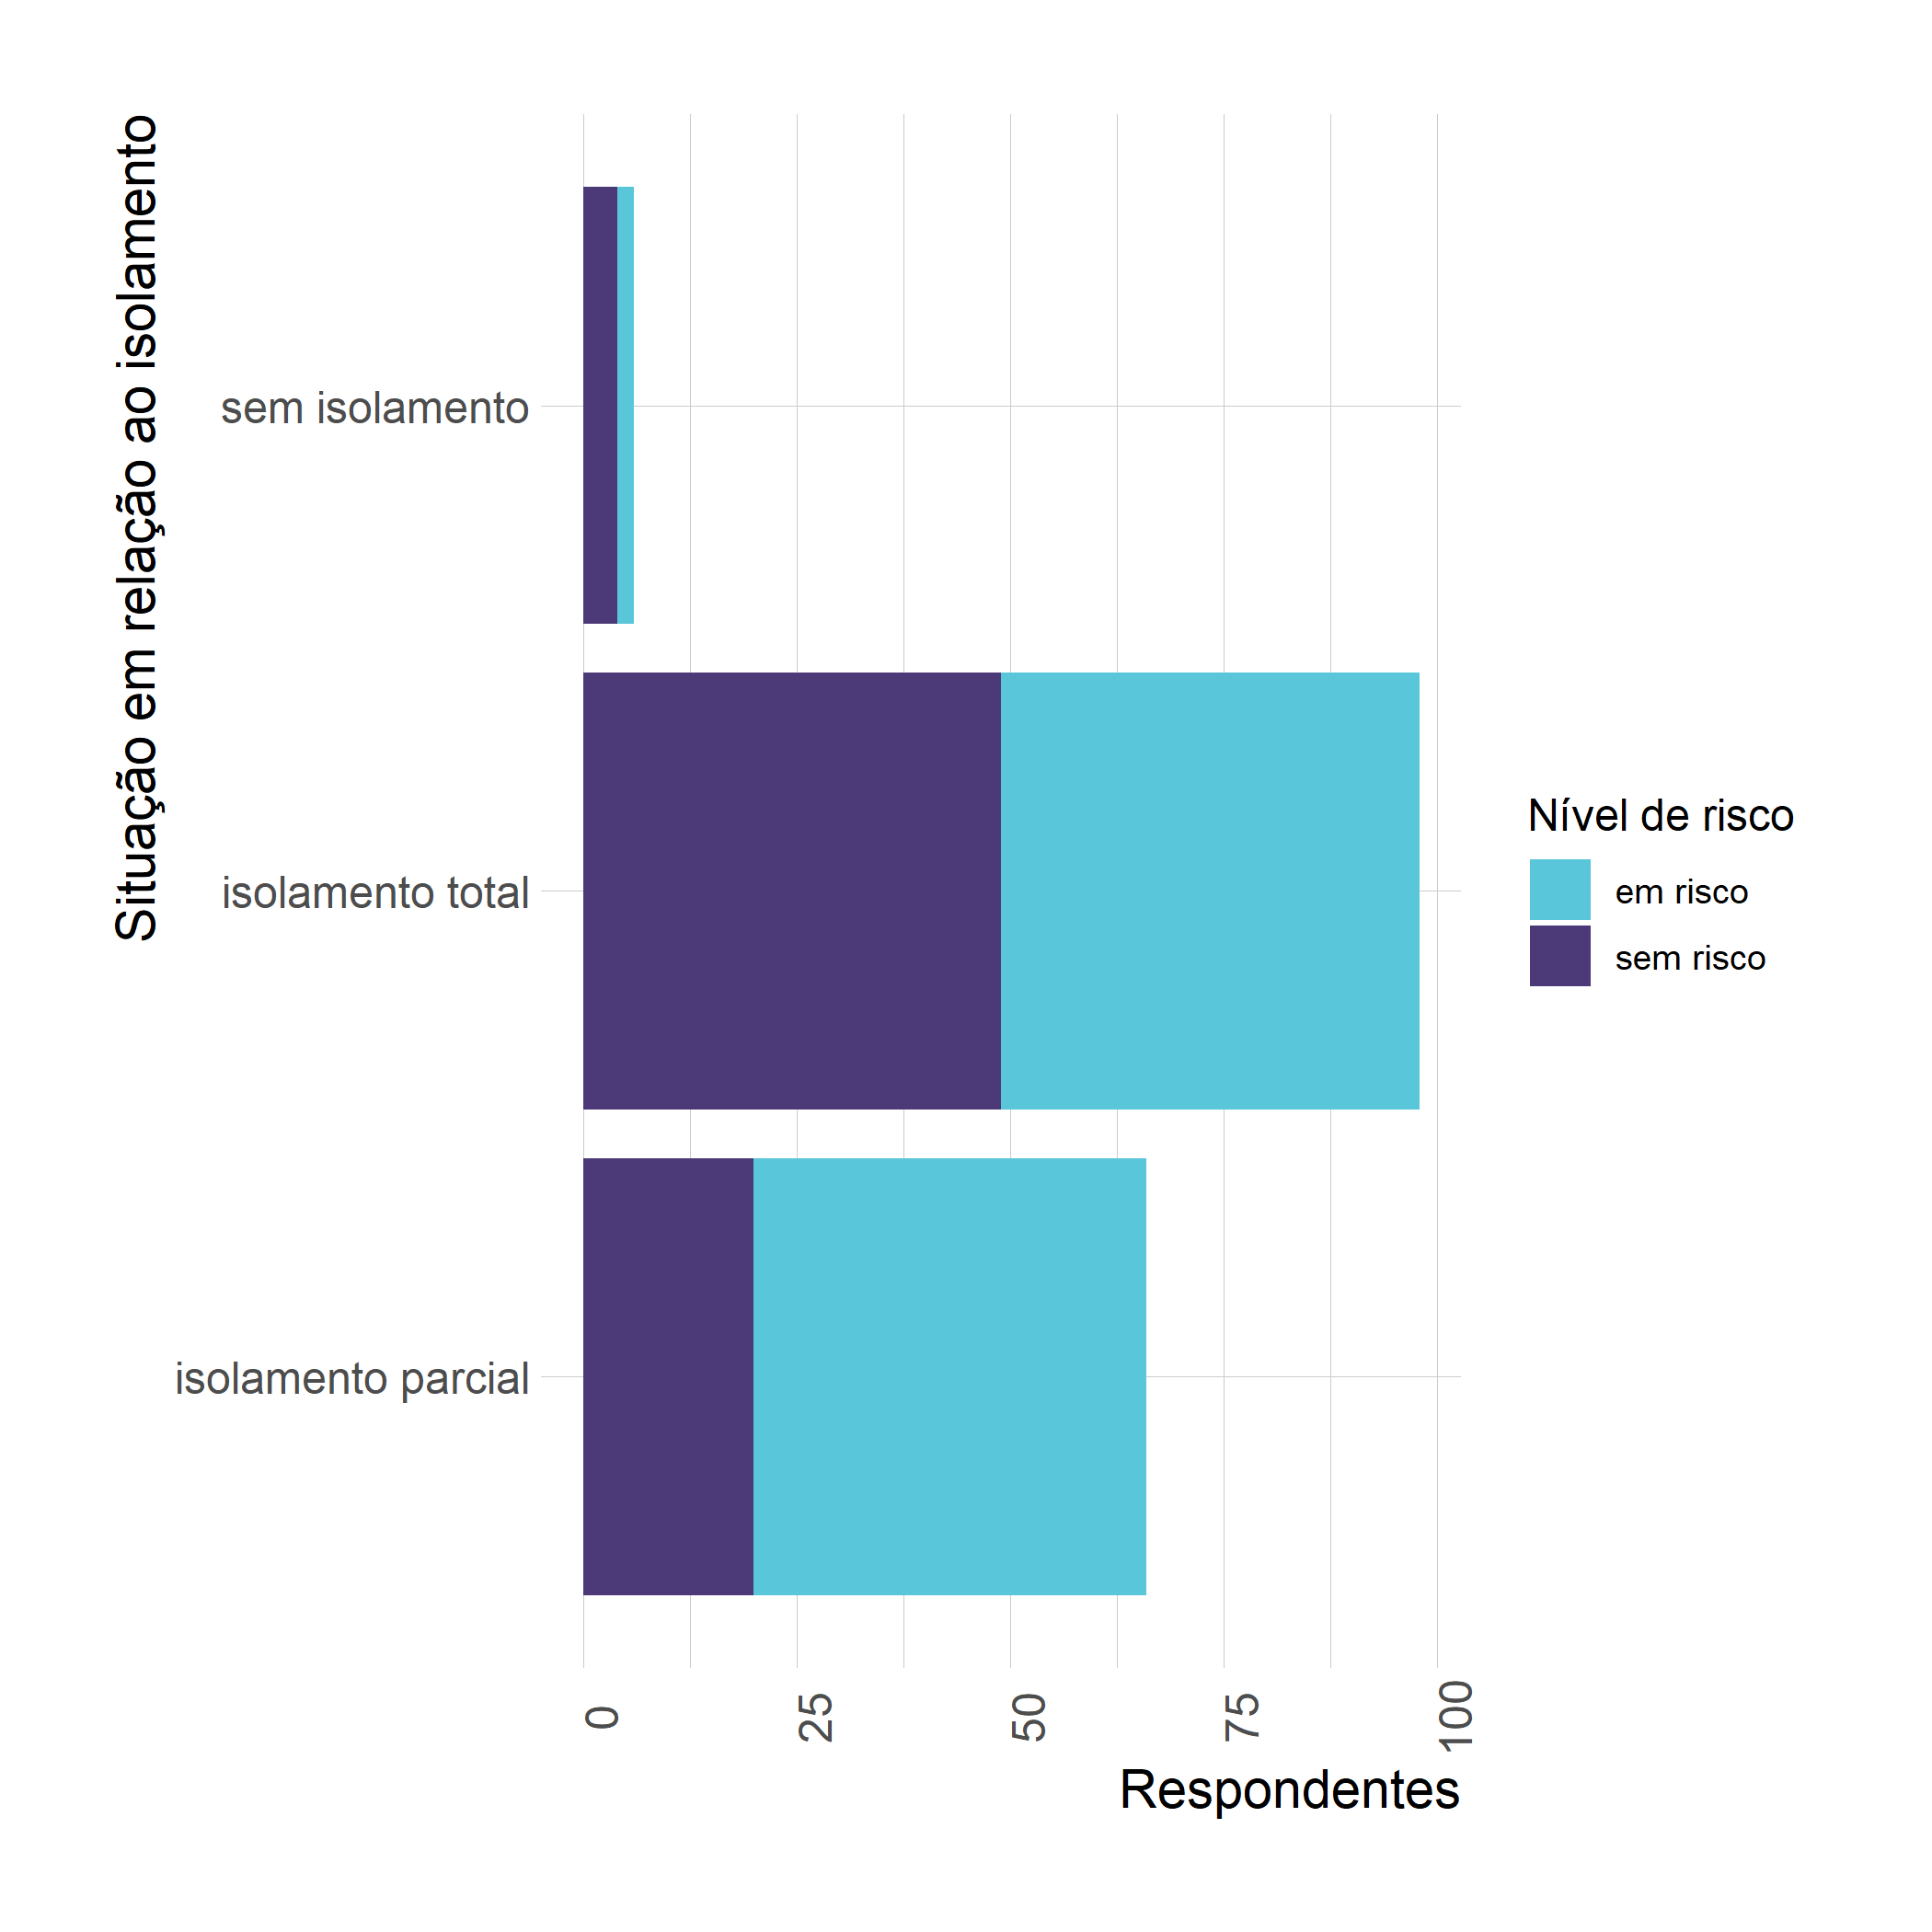 Situação em relação ao isolamento
sem isolamento
isolamento total
isolamento parcial
0
25
50
75
100
Respondentes
Nível de risco
em risco
sem risco